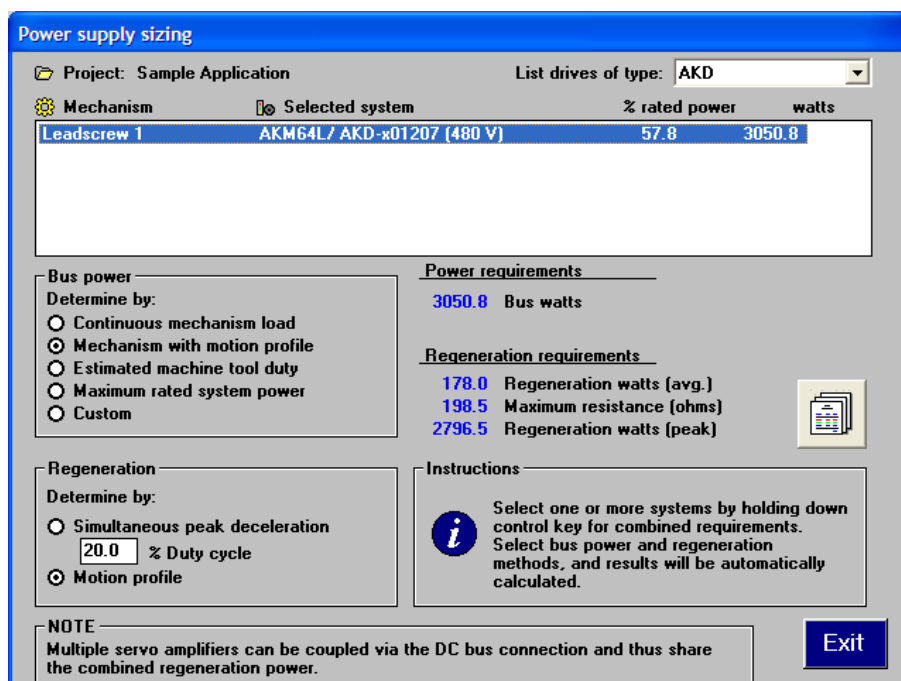 Power supply sizing
Project: Sample Application
List drives of type: AKD
Mechanism Selected system % rated power watts
Leadscrew 1 AKM64L/ AKD-x01207 (480 V) 57.8 3050.8
Bus power
Determine by:
Continuous mechanism load
Mechanism with motion profile
Estimated machine tool duty
Maximum rated system power
Custom
Power requirements
3050.8 Bus watts
Regeneration requirements
178.0 Regeneration watts (avg.)
198.5 Maximum resistance (ohms)
2796.5 Regeneration watts (peak)
Regeneration
Determine by:
Simultaneous peak deceleration
20.0 % Duty cycle
Motion profile
Instructions
i
Select one or more systems by holding down
control key for combined requirements.
Select bus power and regeneration
methods, and results will be automatically
calculated.
NOTE
Multiple servo amplifiers can be coupled via the DC bus connection and thus share
the combined regeneration power.
Exit